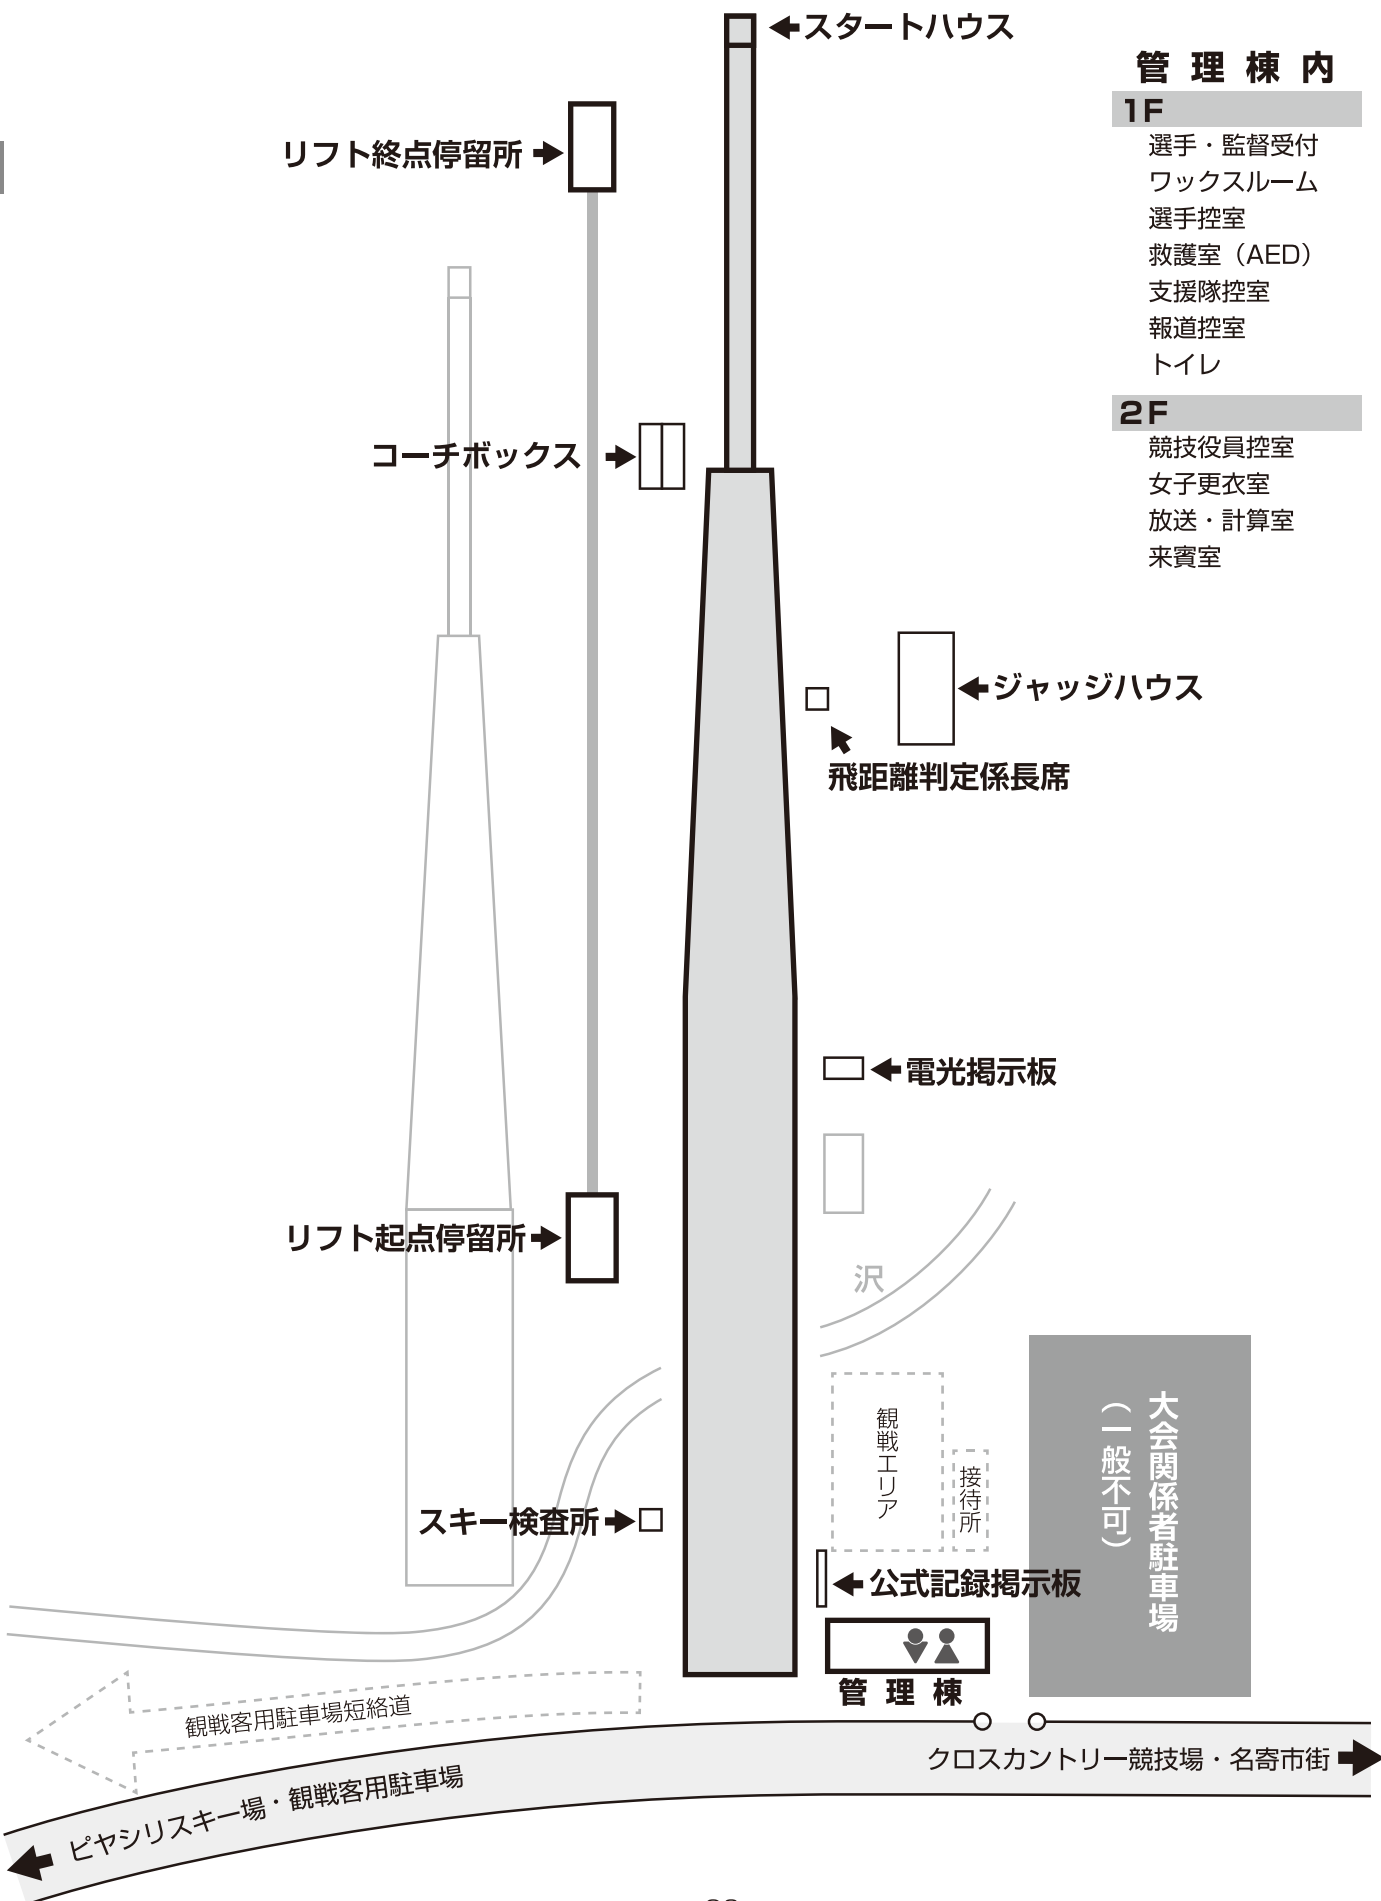 スタートハウス
管理棟内
1F
選手・監督受付
ワックスルーム
選手控室
救護室（AED）
支援隊控室
報道控室
トイレ
2F
競技役員控室
女子更衣室
放送・計算室
来賓室
リフト終点停留所
コーチボックス
ジャッジハウス
飛距離判定係長席
電光掲示板
リフト起点停留所
沢
観戦エリア
接待所
大会関係者駐車場
（一般不可）
スキー検査所
公式記録掲示板
管理棟
観戦客用駐車場短絡道
クロスカントリー競技場・名寄市街
ピヤシリスキー場・観戦客用駐車場